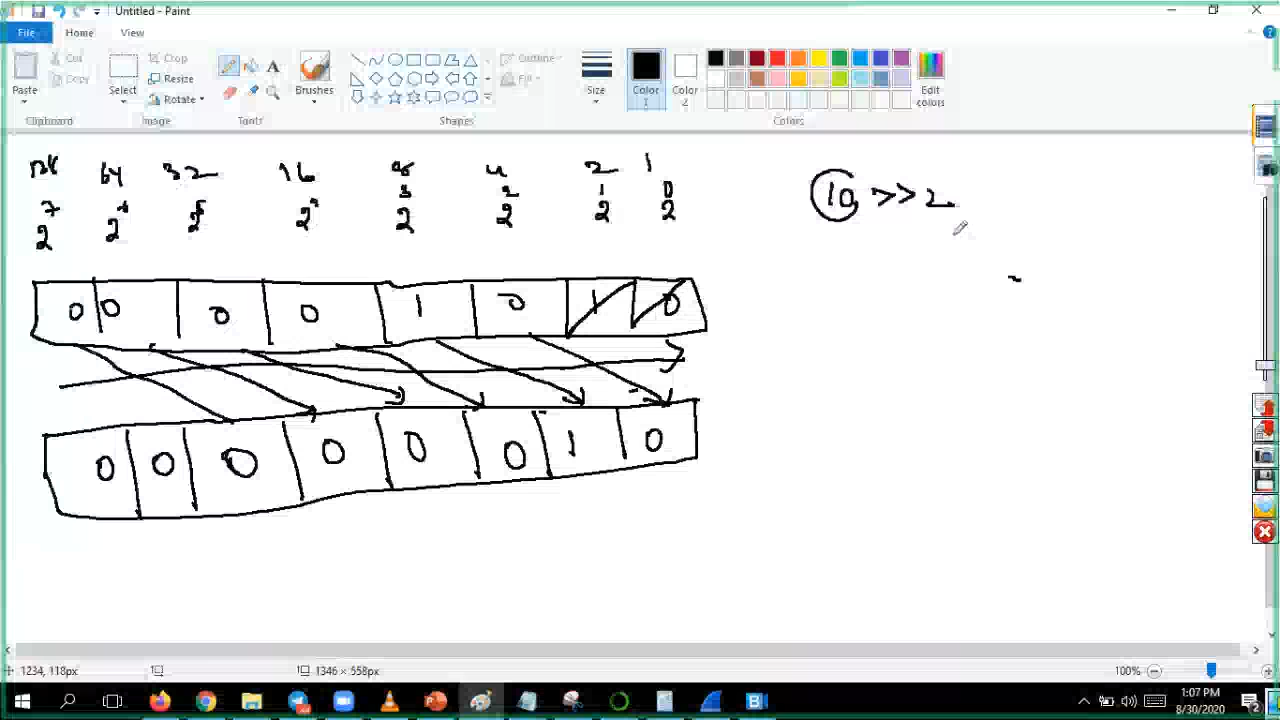 Untitled - Paint
File Home View
Cut
Crop
Outline
Copy
Resize
Fill
Paste Select Rotate Brushes Size Color 1 Color 2 Edit colors
Clipboard Image Tools Shapes Colors
128 64 32 16 8 4 2 1
7 6 5 3 2 1 0
2 2 2 2 2 2 2 2
10 >> 2
0 0 0 0 1 0 1 0
0 0 0 0 0 0 1 0
1234, 118px 1346 × 558px 100%
1:07 PM
8/30/2020